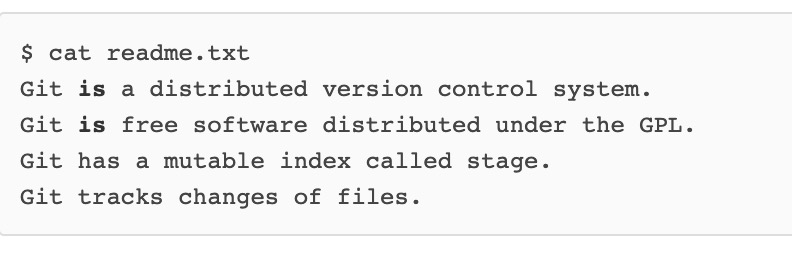 $ cat readme.txt
Git is a distributed version control system.
Git is free software distributed under the GPL.
Git has a mutable index called stage.
Git tracks changes of files.